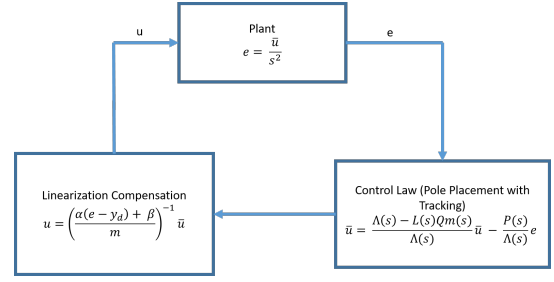 u
Plant
e = ū / s²
e
Linearization Compensation
u = (α(e − y_d) + β / m)⁻¹ ū
Control Law (Pole Placement with
Tracking)
ū = Λ(s) − L(s)Qm(s) / Λ(s) ū − P(s) / Λ(s) e